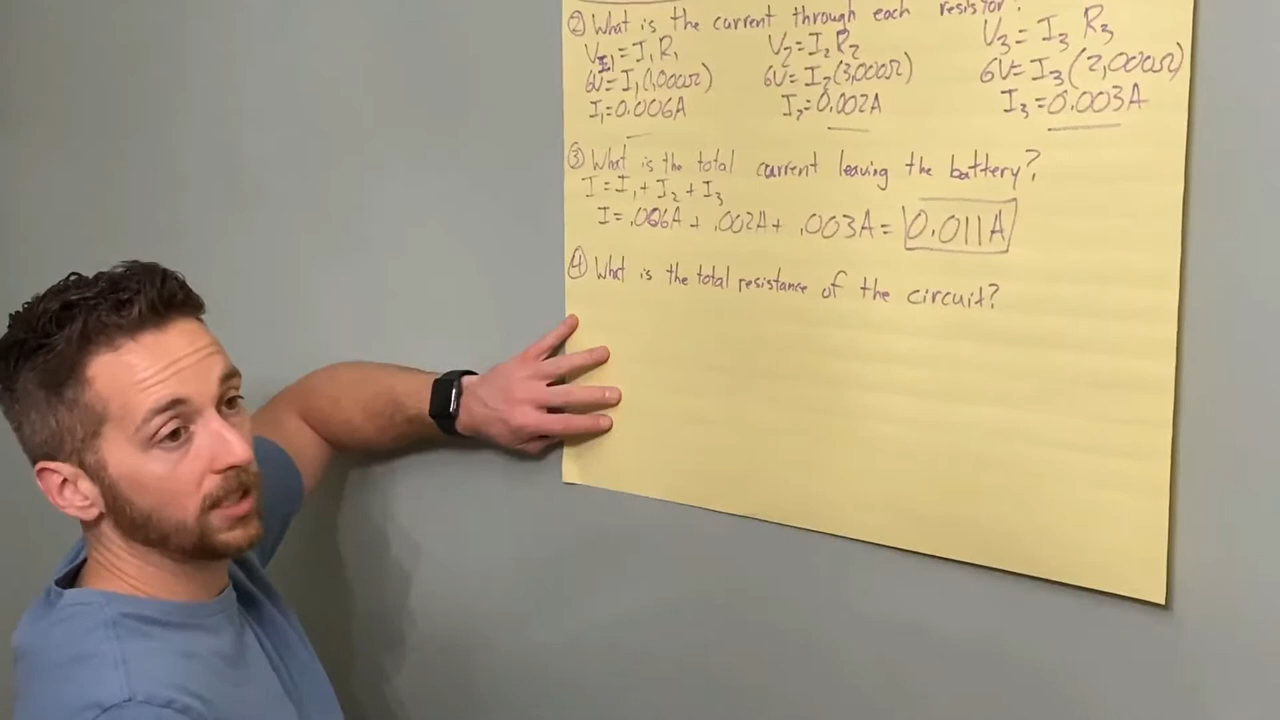 ② What is the current through each resistor?
V₁ = I₁R₁ V₂ = I₂R₂ V₃ = I₃ R₃
6V = I₁(1,000Ω) 6V = I₂(3,000Ω) 6V = I₃(2,000Ω)
I₁ = 0.006A I₂ = 0.002A I₃ = 0.003A
③ What is the total current leaving the battery?
I = I₁ + I₂ + I₃
I = .006A + .002A + .003A = 0.011A
④ What is the total resistance of the circuit?